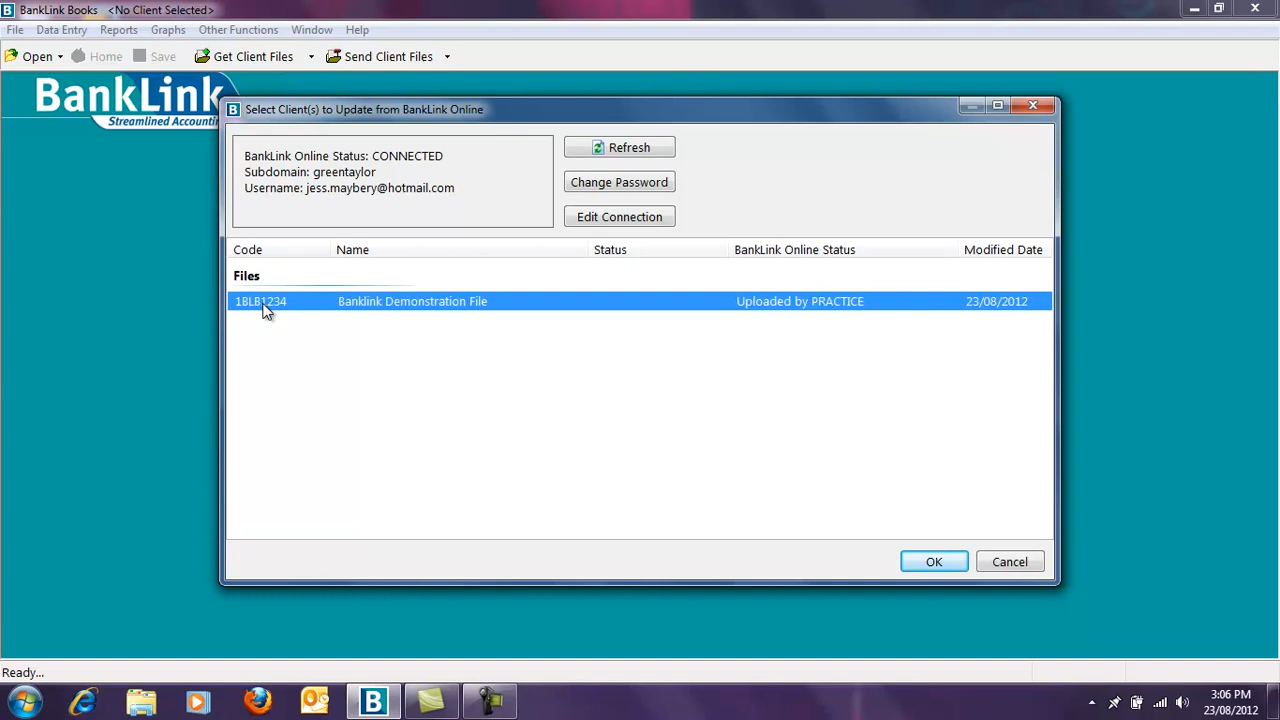 BankLink Books <No Client Selected>
File Data Entry Reports Graphs Other Functions Window Help
Open Home Save Get Client Files Send Client Files
BankLink
Streamlined Accounti
Select Client(s) to Update from BankLink Online
BankLink Online Status: CONNECTED
Subdomain: greentaylor
Username: jess.maybery@hotmail.com
Refresh
Change Password
Edit Connection
Code Name Status BankLink Online Status Modified Date
Files
1BLB1234 Banklink Demonstration File Uploaded by PRACTICE 23/08/2012
OK Cancel
Ready...
3:06 PM
23/08/2012